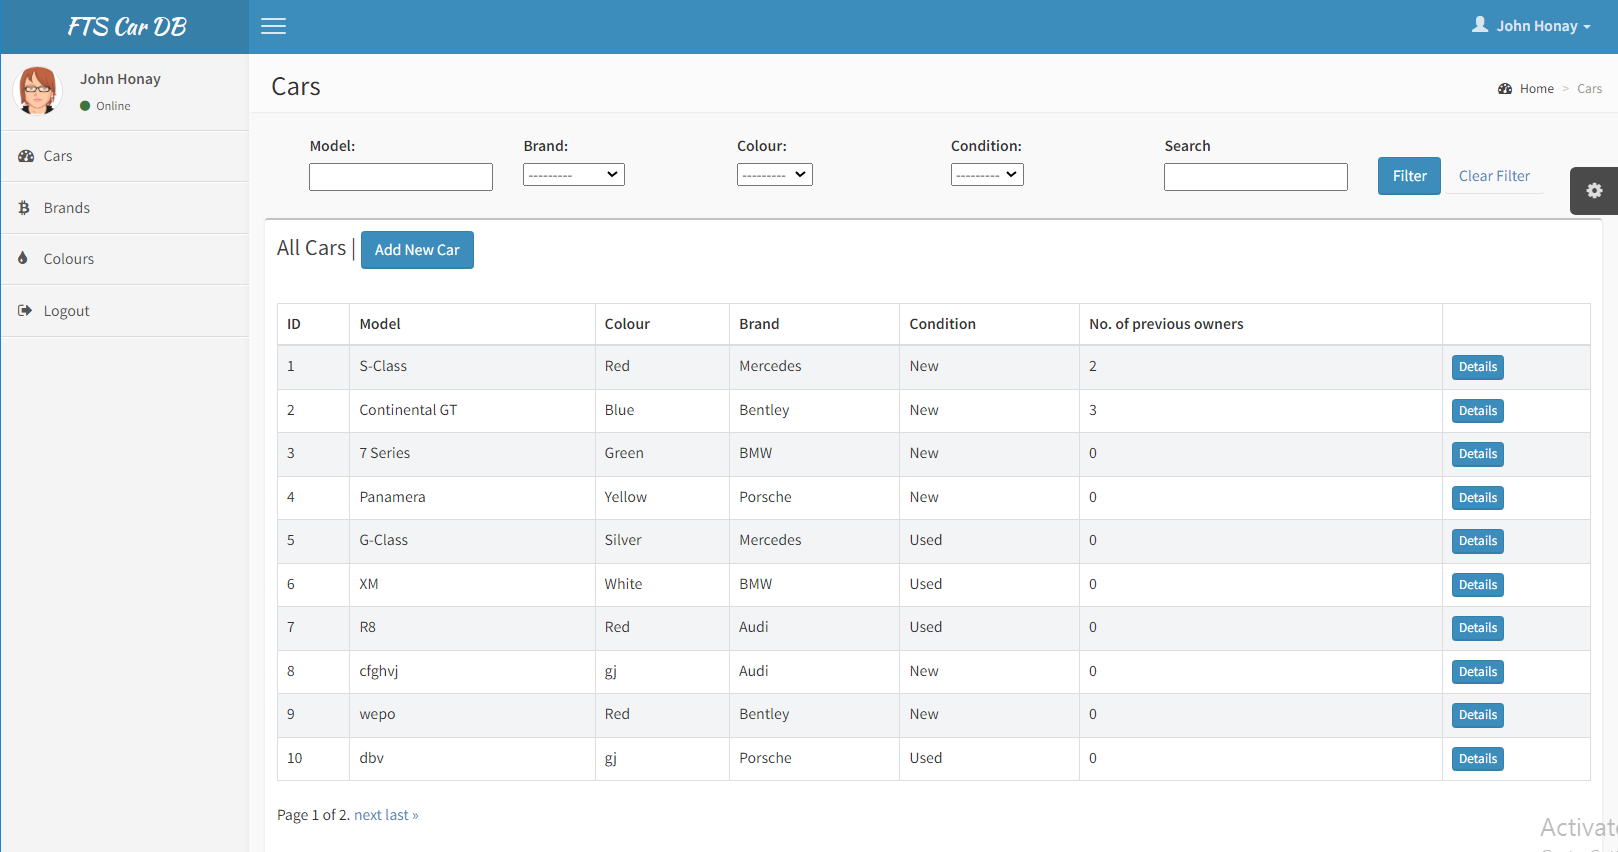 FTS Car DB
John Honay
John Honay
Online
Cars
Home > Cars
Cars
Brands
Colours
Logout
Model: Brand: Colour: Condition: Search
--------- --------- --------- Filter Clear Filter
All Cars | Add New Car
ID Model Colour Brand Condition No. of previous owners
1 S-Class Red Mercedes New 2 Details
2 Continental GT Blue Bentley New 3 Details
3 7 Series Green BMW New 0 Details
4 Panamera Yellow Porsche New 0 Details
5 G-Class Silver Mercedes Used 0 Details
6 XM White BMW Used 0 Details
7 R8 Red Audi Used 0 Details
8 cfghvj gj Audi New 0 Details
9 wepo Red Bentley New 0 Details
10 dbv gj Porsche Used 0 Details
Page 1 of 2. next last »
Activat